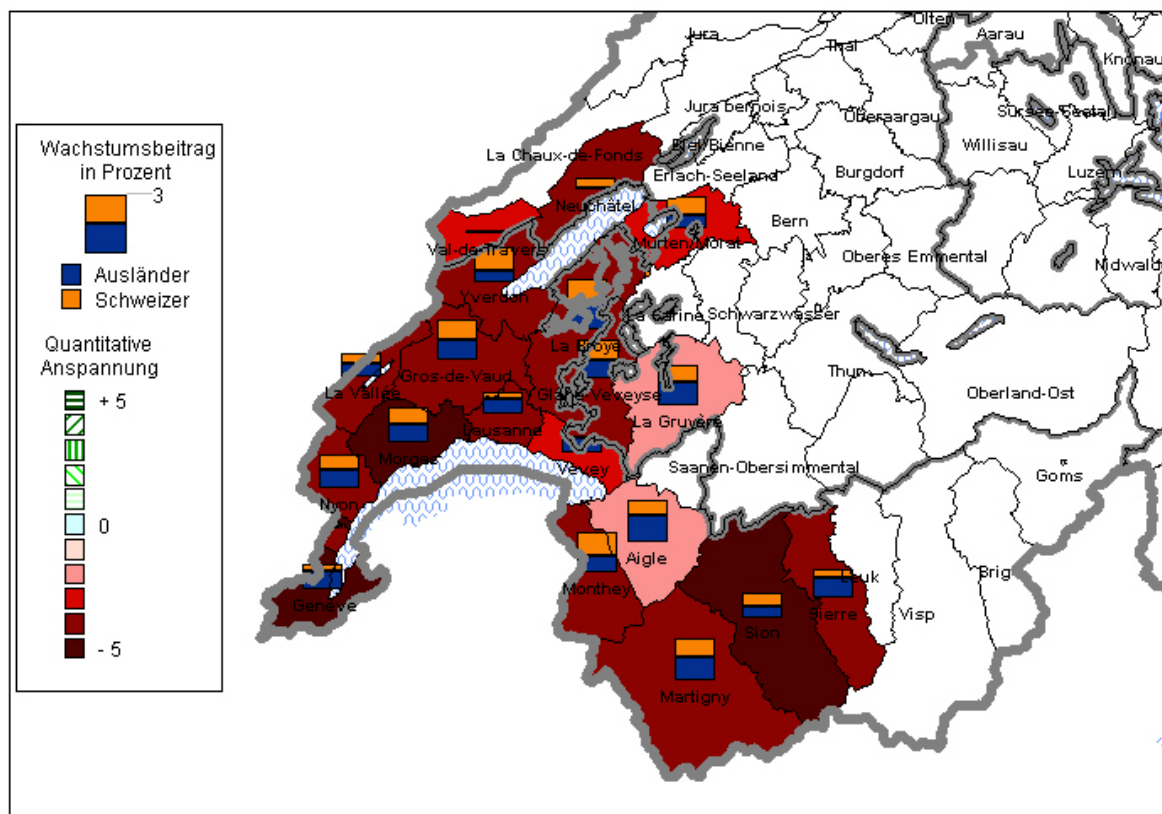 Wachstumsbeitrag
in Prozent
3
Ausländer
Schweizer
Quantitative
Anspannung
+ 5
0
- 5
Olten
Jura
Thal
Aarau
Knonau
Jura bernois
Oberaargau
Sursee-Seetal
Biel/Bienne
Willisau
La Chaux-de-Fonds
Erlach-Seeland
Burgdorf
Luzern
Neuchâtel
Bern
Val-de-Travers
Murten/Morat
Oberes Emmental
Nidwald
Yverdon
La Sarine
Schwarzwasser
La Broye
Gros-de-Vaud
Thun
La Vallée
Glâne-Veveyse
Oberland-Ost
La Gruyère
Lausanne
Morges
Vevey
Saanen-Obersimmental
Goms
Nyon
Aigle
Leuk
Brig
Monthey
Genève
Sierre
Visp
Sion
Martigny